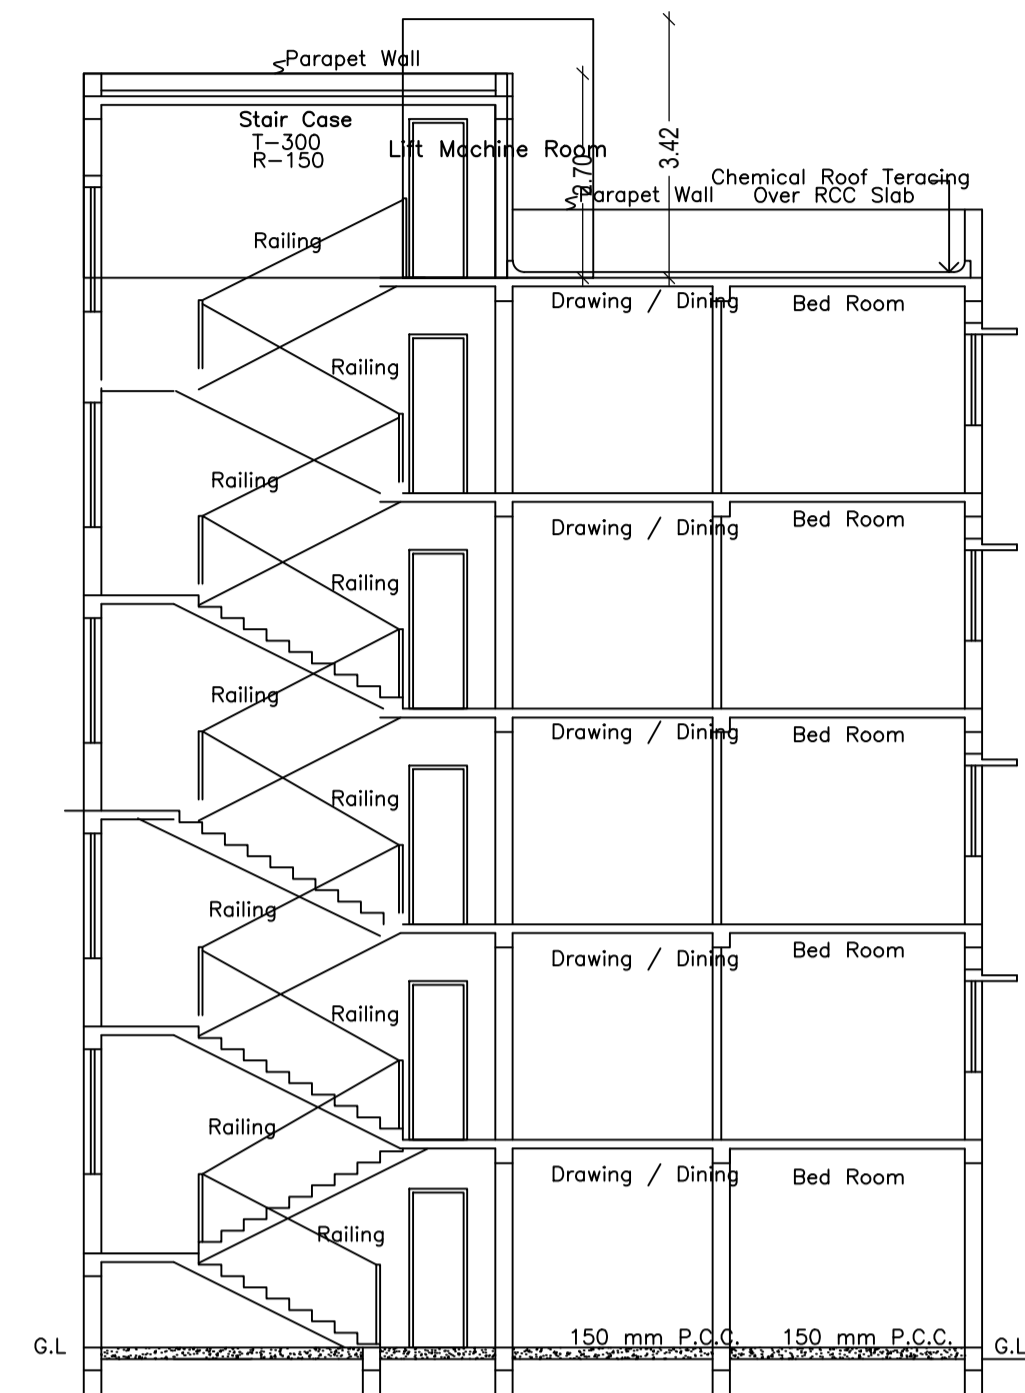 Parapet Wall
Stair Case
T-300
R-150
Lift Machine Room
2.70
3.42
Parapet Wall
Chemical Roof Teracing
Over RCC Slab
Railing
Drawing / Dining
Bed Room
Railing
Railing
Drawing / Dining
Bed Room
Railing
Railing
Drawing / Dining
Bed Room
Railing
Railing
Drawing / Dining
Bed Room
Railing
Railing
Drawing / Dining
Bed Room
Railing
150 mm P.C.C.
150 mm P.C.C.
G.L
G.L